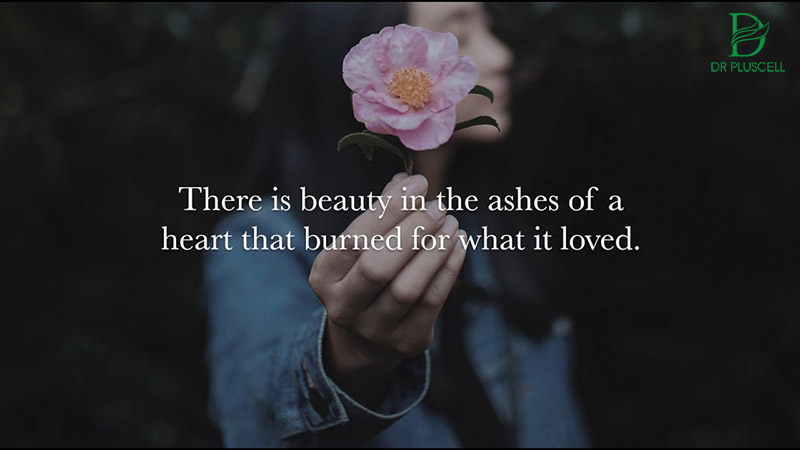 DR PLUSCELL
There is beauty in the ashes of a
heart that burned for what it loved.